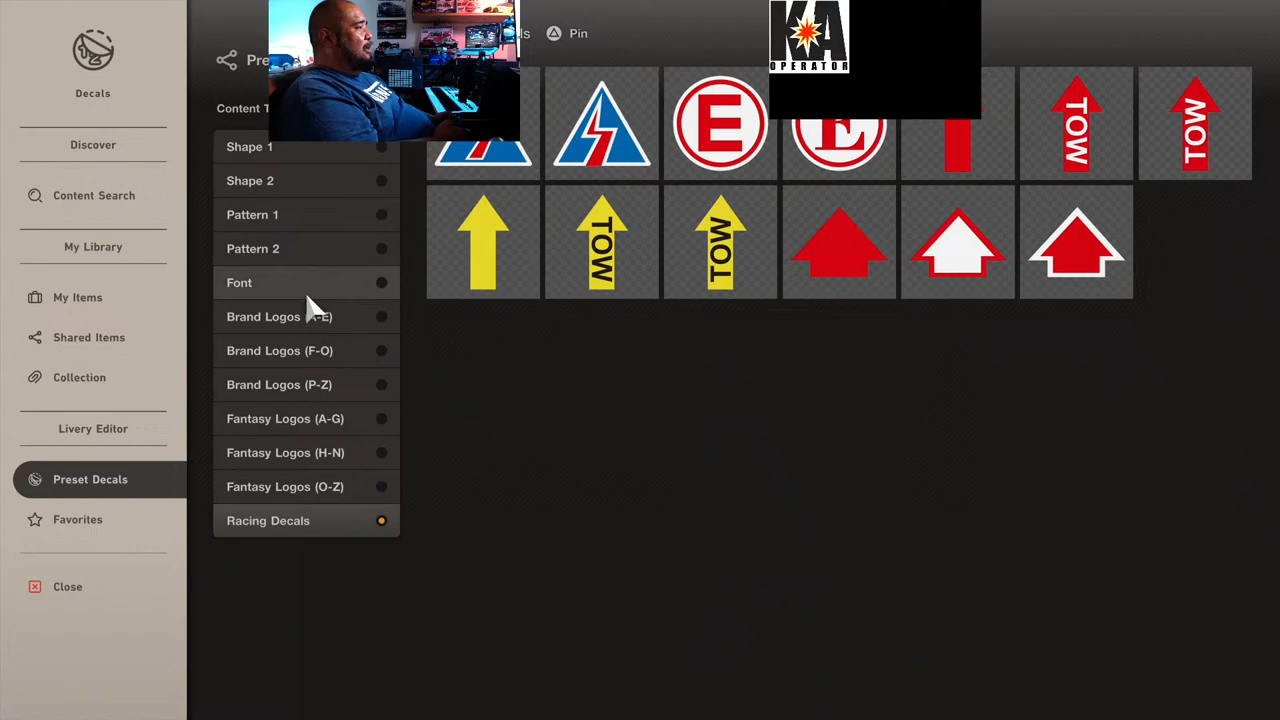 Decals
Discover
Content Search
My Library
My Items
Shared Items
Collection
Livery Editor
Preset Decals
Favorites
Close
Pin
KA
OPERATOR
Content
Shape 1
Shape 2
Pattern 1
Pattern 2
Font
Brand Logos
Brand Logos (F-O)
Brand Logos (P-Z)
Fantasy Logos (A-G)
Fantasy Logos (H-N)
Fantasy Logos (O-Z)
Racing Decals
E
E
TOW
TOW
TOW
TOW